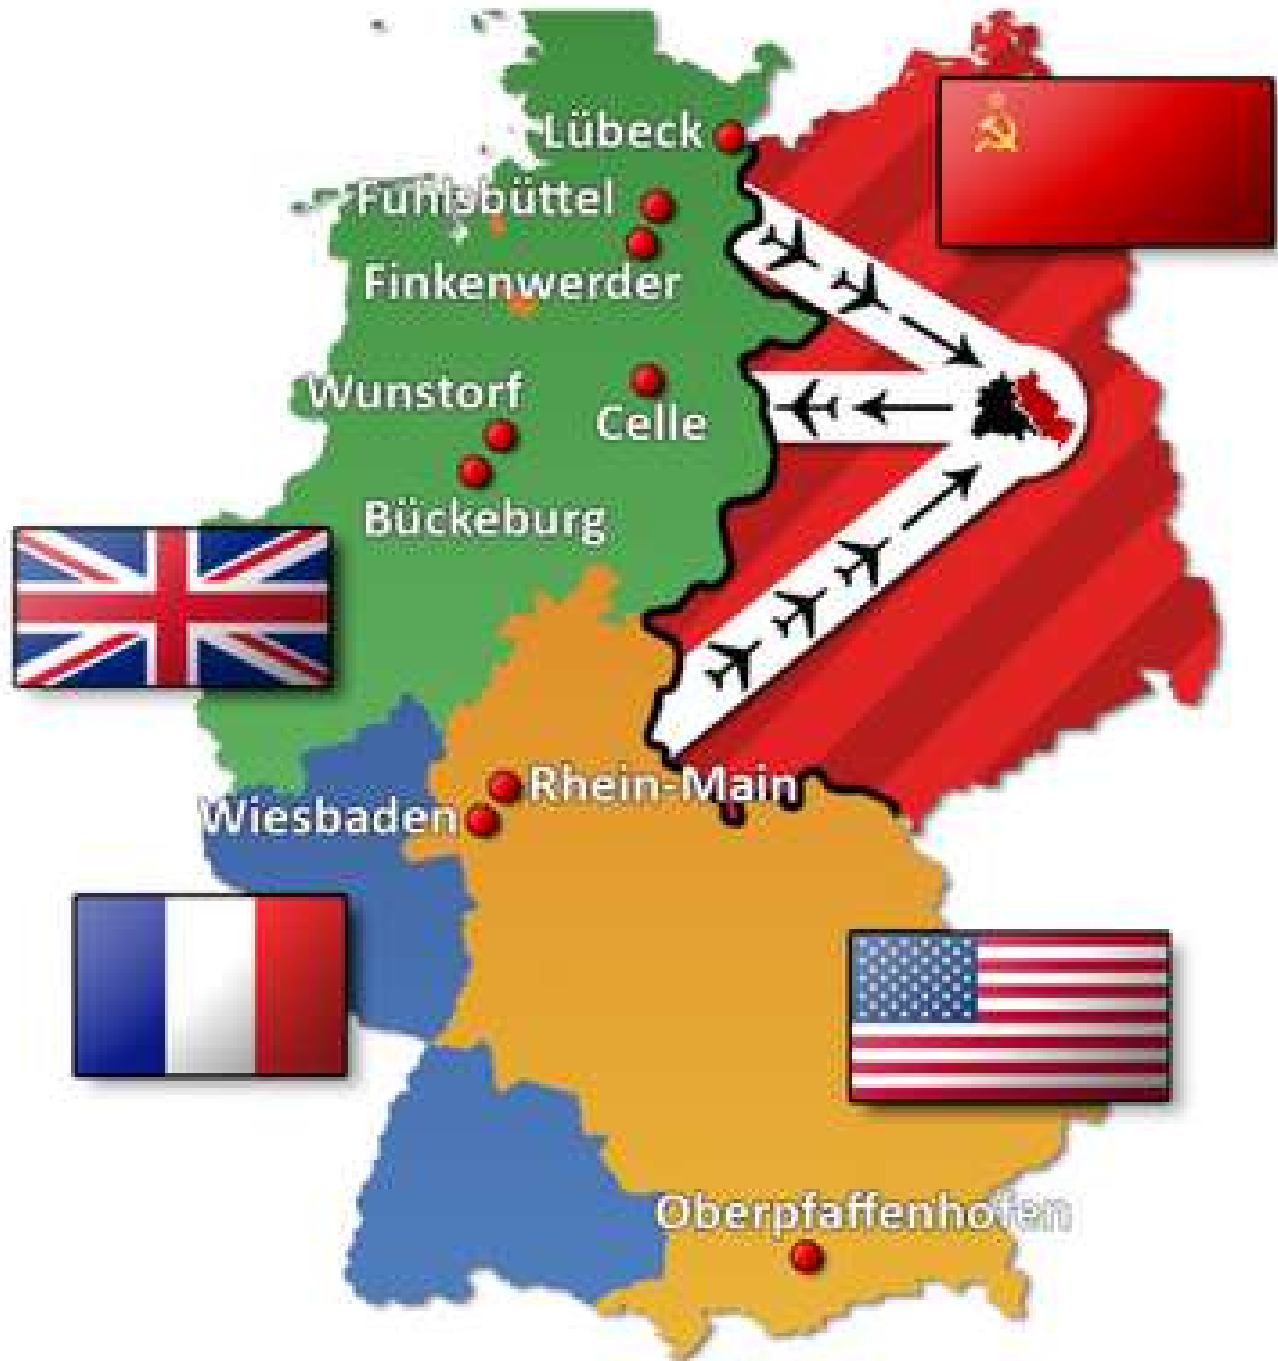 Lübeck
Fuhlsbüttel
Finkenwerder
Wunstorf
Celle
Bückeburg
Rhein-Main
Wiesbaden
Oberpfaffenhofen